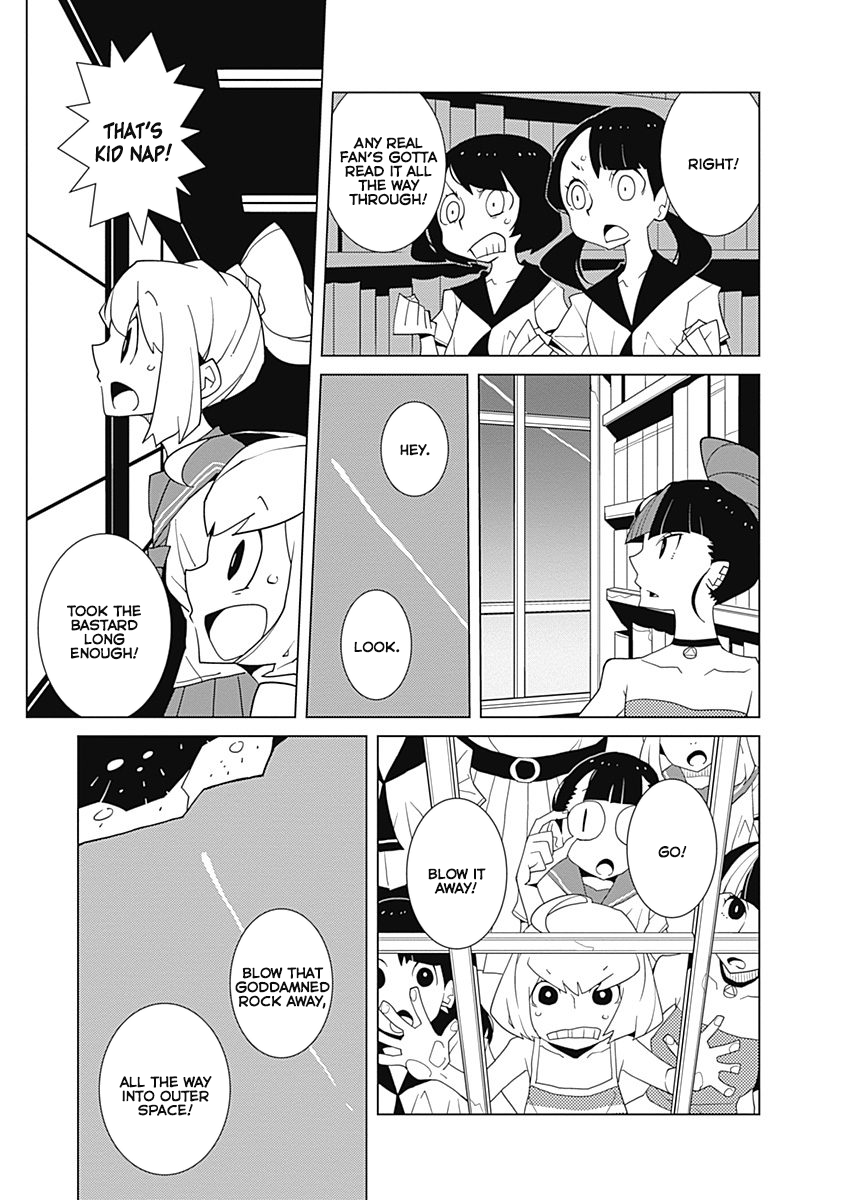 RIGHT!
ANY REAL
FAN'S GOTTA
READ IT ALL
THE WAY
THROUGH!
HEY.
LOOK.
THAT'S
KID NAP!
TOOK THE
BASTARD
LONG
ENOUGH!
GO!
BLOW IT
AWAY!
BLOW THAT
GODDAMNED
ROCK AWAY,
ALL THE WAY
INTO OUTER
SPACE!